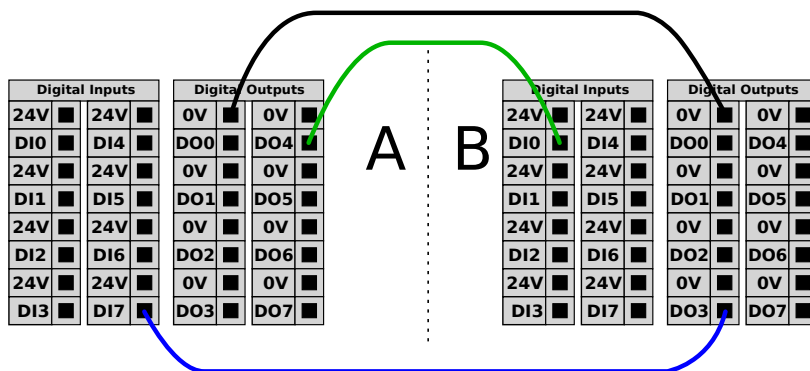 Digital Inputs Digital Outputs Digital Inputs Digital Outputs
24V 24V 0V 0V 24V 24V 0V 0V
DI0 DI4 DO0 DO4 A B DI0 DI4 DO0 DO4
24V 24V 0V 0V 24V 24V 0V 0V
DI1 DI5 DO1 DO5 DI1 DI5 DO1 DO5
24V 24V 0V 0V 24V 24V 0V 0V
DI2 DI6 DO2 DO6 DI2 DI6 DO2 DO6
24V 24V 0V 0V 24V 24V 0V 0V
DI3 DI7 DO3 DO7 DI3 DI7 DO3 DO7